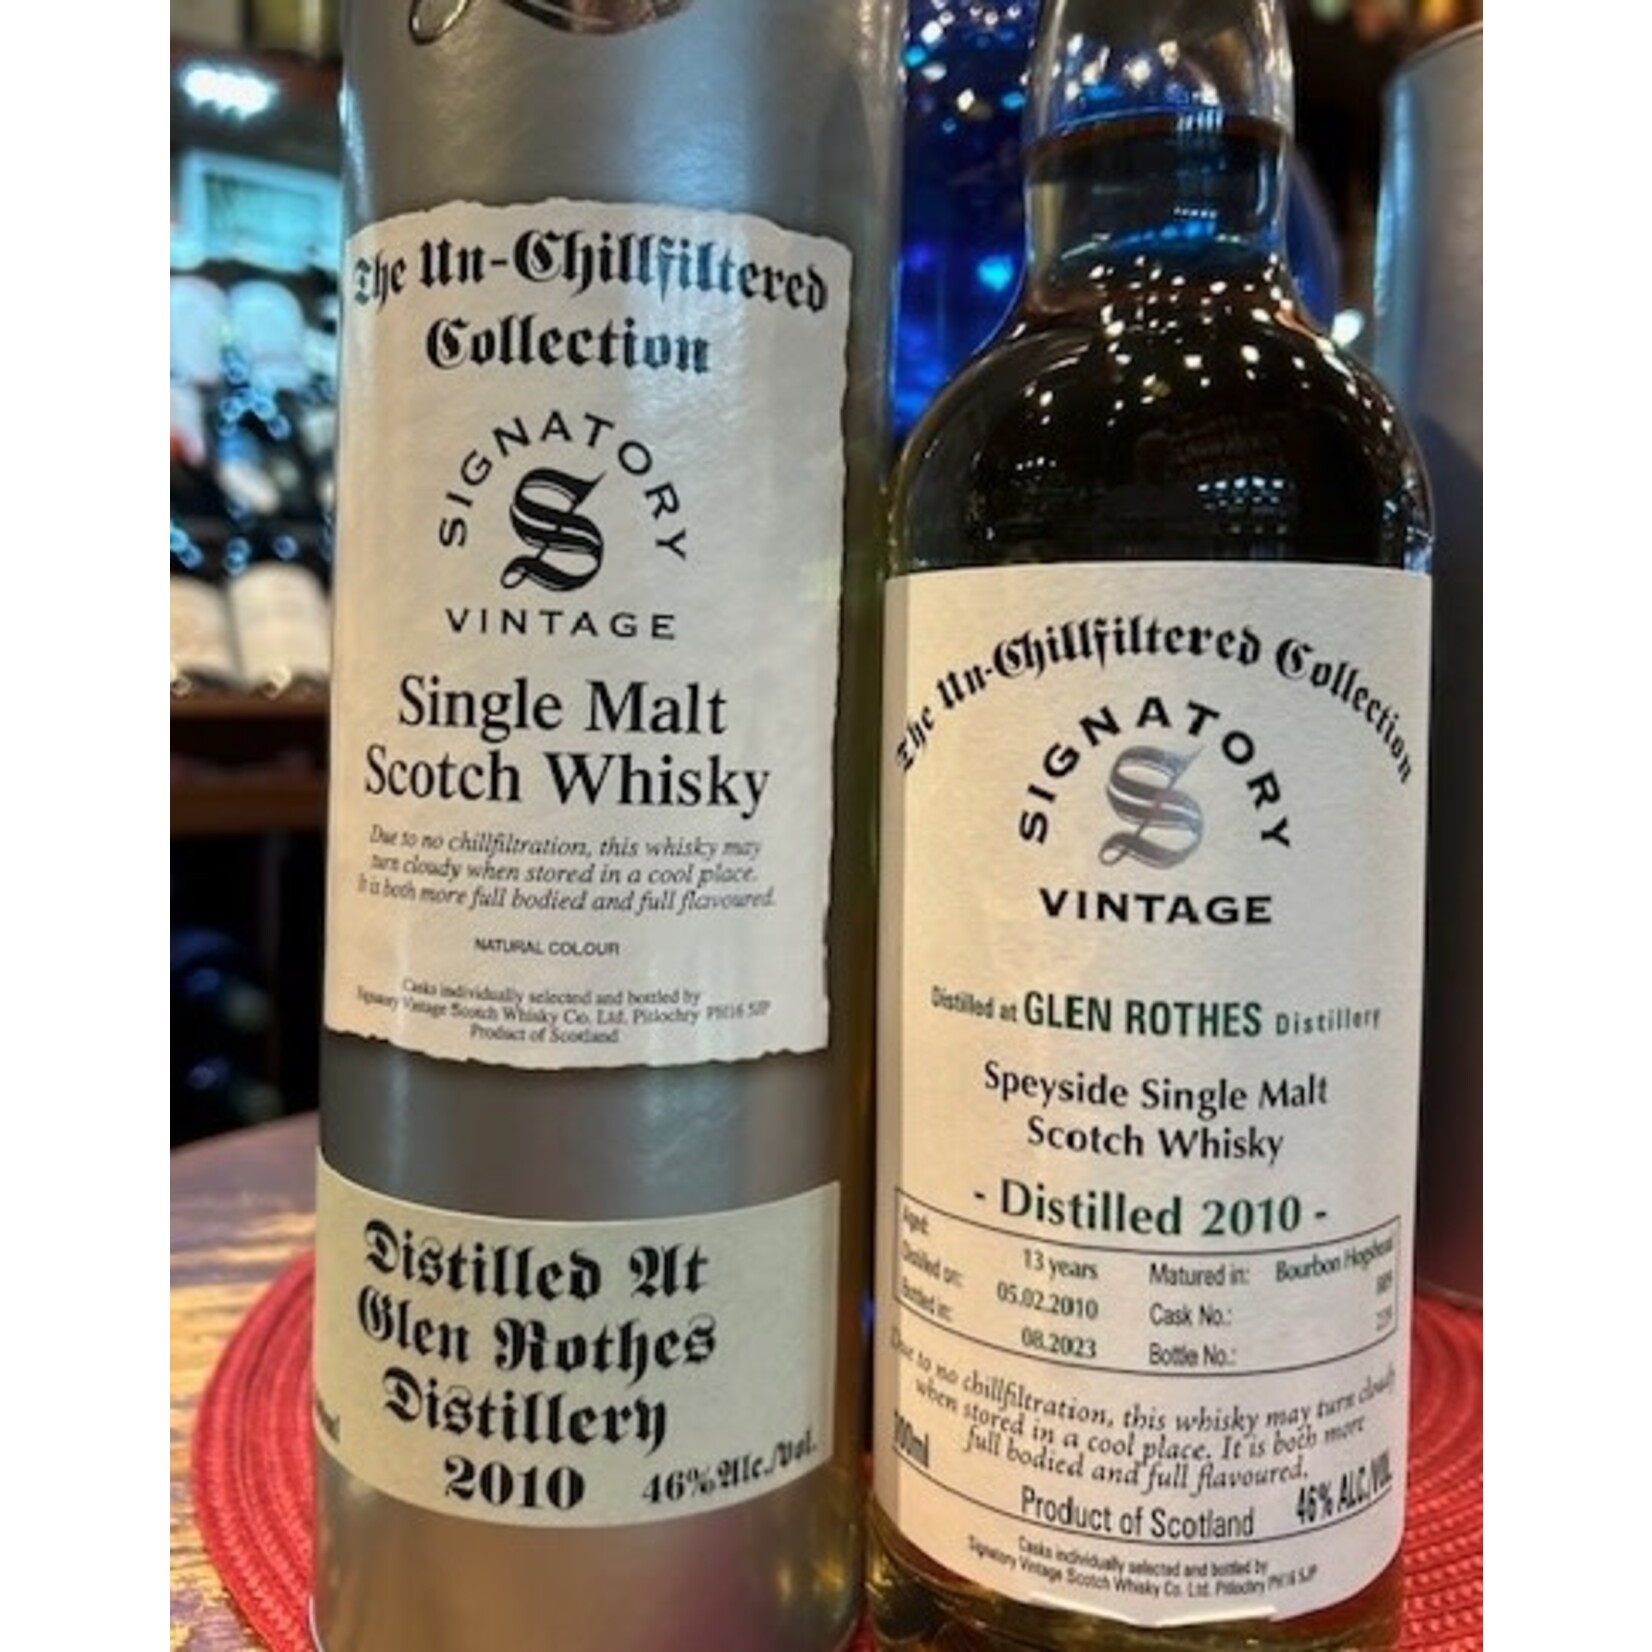 The Un-Chillfiltered
Collection
SIGNATORY
S
VINTAGE
Single Malt
Scotch Whisky
Due to no chillfiltration, this whisky may
turn cloudy when stored in a cool place.
It is both more full bodied and full flavoured.
NATURAL COLOUR
Casks individually selected and bottled by
Signatory Vintage Scotch Whisky Co. Ltd. Pitlochry PH16 5JP
Product of Scotland
Distilled At
Glen Rothes
Distillery
2010 46% Alc./Vol.
The Un-Chillfiltered Collection
SIGNATORY
S
VINTAGE
Distilled at GLEN ROTHES Distillery
Speyside Single Malt
Scotch Whisky
- Distilled 2010 -
Aged: 13 years Matured in: Bourbon Hogshead
Distilled on: 05.02.2010 Cask No.:
Bottled in: 08.2023 Bottle No.:
Due to no chillfiltration, this whisky may turn cloudy
when stored in a cool place. It is both more
full bodied and full flavoured.
Product of Scotland 46% ALC./VOL
Casks individually selected and bottled by
Signatory Vintage Scotch Whisky Co. Ltd. Pitlochry PH16 5JP